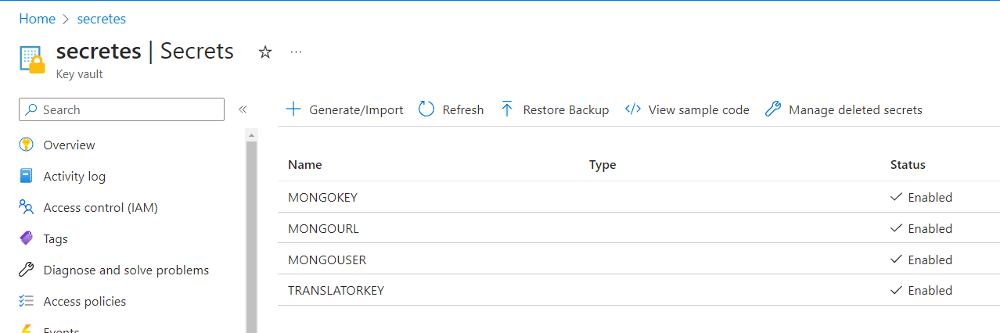 Home > secretes
secretes | Secrets ☆ ...
Key vault
Search «
Generate/Import Refresh Restore Backup View sample code Manage deleted secrets
Overview
Activity log
Access control (IAM)
Tags
Diagnose and solve problems
Access policies
Events
Name Type Status
MONGOKEY Enabled
MONGOURL Enabled
MONGOUSER Enabled
TRANSLATORKEY Enabled